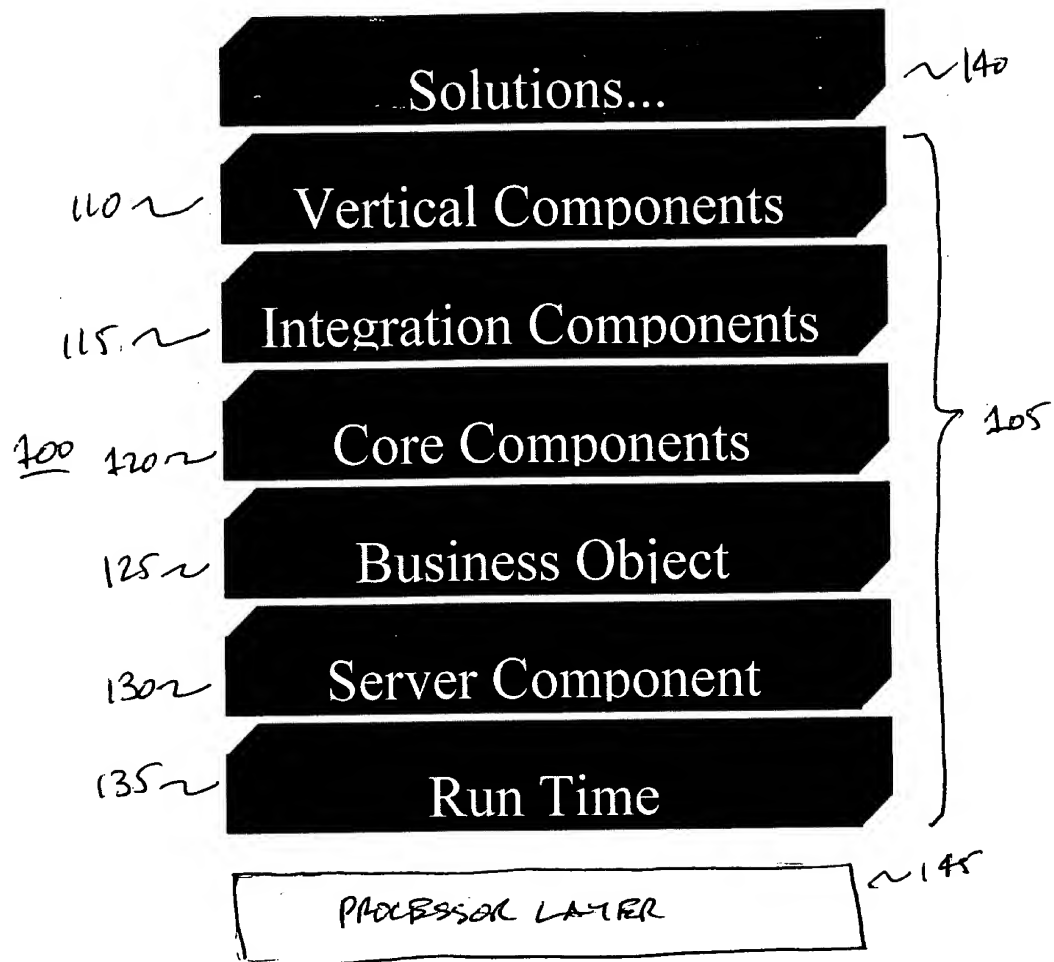 Solutions... 140
110 Vertical Components
115. Integration Components
100 120 Core Components 105
125 Business Object
130 Server Component
135 Run Time
PROCESSOR LAYER 145